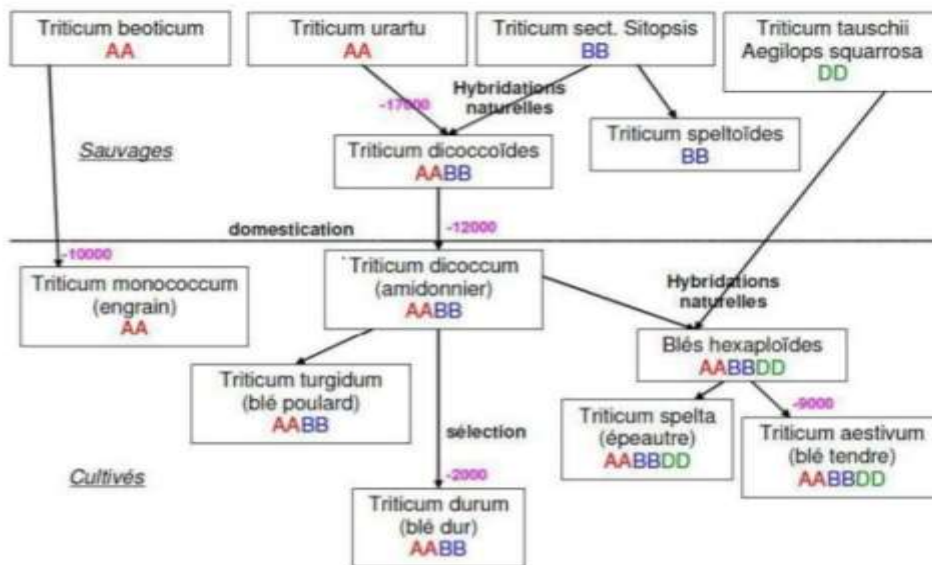 Triticum beoticum
AA
Triticum urartu
AA
Triticum sect. Sitopsis
BB
Triticum tauschii
Aegilops squarrosa
DD
-17000
Hybridations
naturelles
Sauvages
Triticum dicoccoïdes
AABB
Triticum speltoïdes
BB
domestication
-12000
-10000
Triticum monococcum
(engrain)
AA
Triticum dicoccum
(amidonnier)
AABB
Hybridations
naturelles
Blés hexaploïdes
AABBDD
Triticum turgidum
(blé poulard)
AABB
sélection
-9000
Triticum spelta
(épeautre)
AABBDD
Triticum aestivum
(blé tendre)
AABBDD
Cultivés
-2000
Triticum durum
(blé dur)
AABB